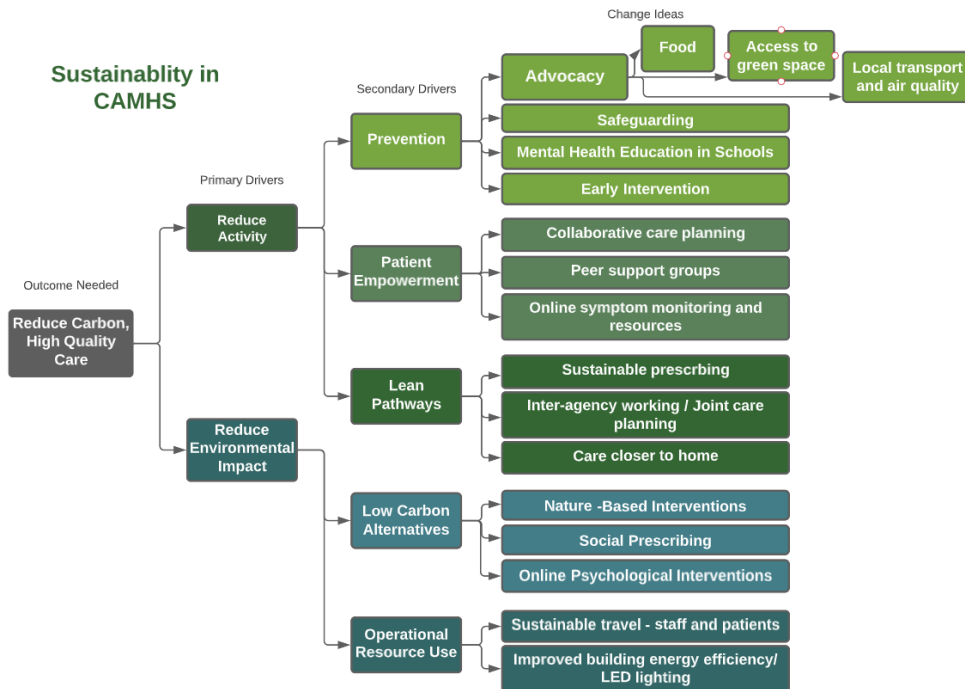 Change Ideas
Sustainablity in
CAMHS
Food
Access to
green space
Advocacy
Local transport
and air quality
Secondary Drivers
Prevention
Safeguarding
Mental Health Education in Schools
Early Intervention
Primary Drivers
Reduce
Activity
Patient
Empowerment
Collaborative care planning
Peer support groups
Online symptom monitoring and
resources
Outcome Needed
Reduce Carbon,
High Quality
Care
Lean
Pathways
Sustainable prescrbing
Inter-agency working / Joint care
planning
Care closer to home
Reduce
Environmental
Impact
Low Carbon
Alternatives
Nature -Based Interventions
Social Prescribing
Online Psychological Interventions
Operational
Resource Use
Sustainable travel - staff and patients
Improved building energy efficiency/
LED lighting